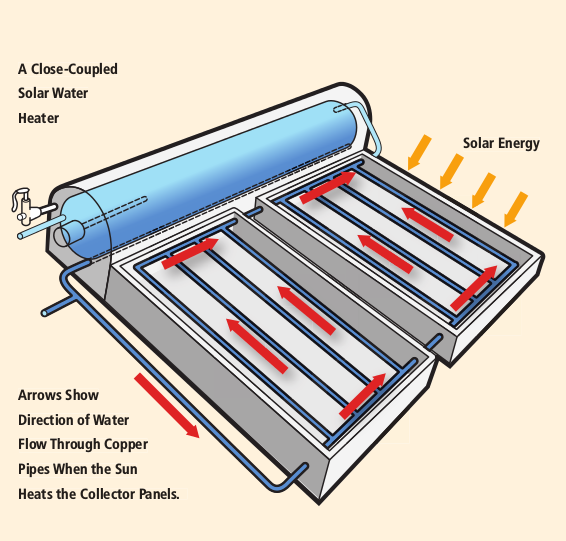 A Close-Coupled
Solar Water
Heater
Solar Energy
Arrows Show
Direction of Water
Flow Through Copper
Pipes When the Sun
Heats the Collector Panels.